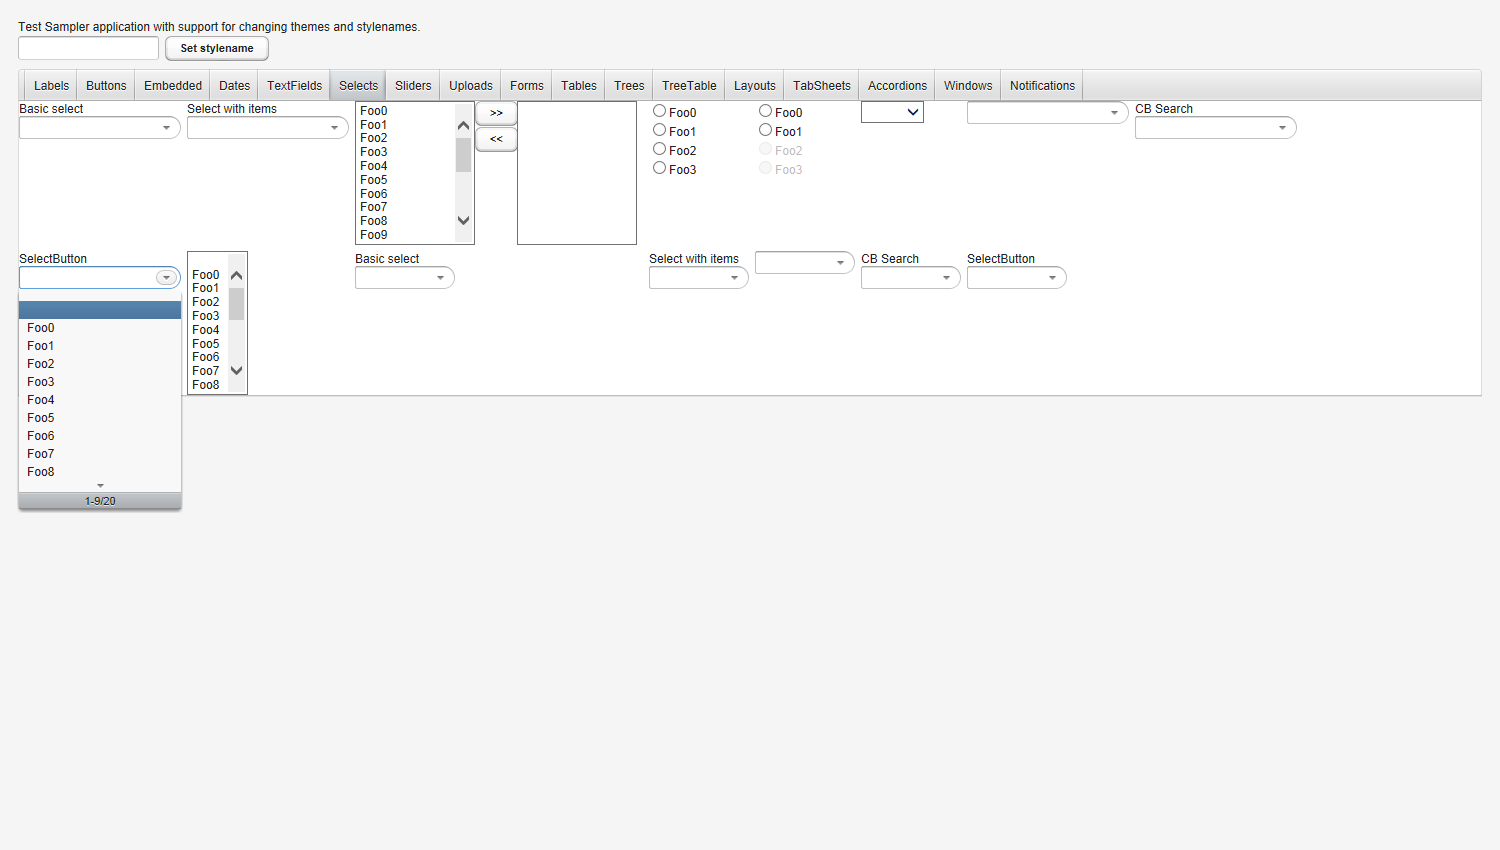 Test Sampler application with support for changing themes and stylenames.
Set stylename
Labels Buttons Embedded Dates TextFields Selects Sliders Uploads Forms Tables Trees TreeTable Layouts TabSheets Accordions Windows Notifications
Basic select
Select with items
Foo0
Foo1
Foo2
Foo3
Foo4
Foo5
Foo6
Foo7
Foo8
Foo9
>>
<<
Foo0
Foo1
Foo2
Foo3
Foo0
Foo1
Foo2
Foo3
CB Search
SelectButton
Foo0
Foo1
Foo2
Foo3
Foo4
Foo5
Foo6
Foo7
Foo8
1-9/20
Foo0
Foo1
Foo2
Foo3
Foo4
Foo5
Foo6
Foo7
Foo8
Basic select
Select with items
CB Search
SelectButton